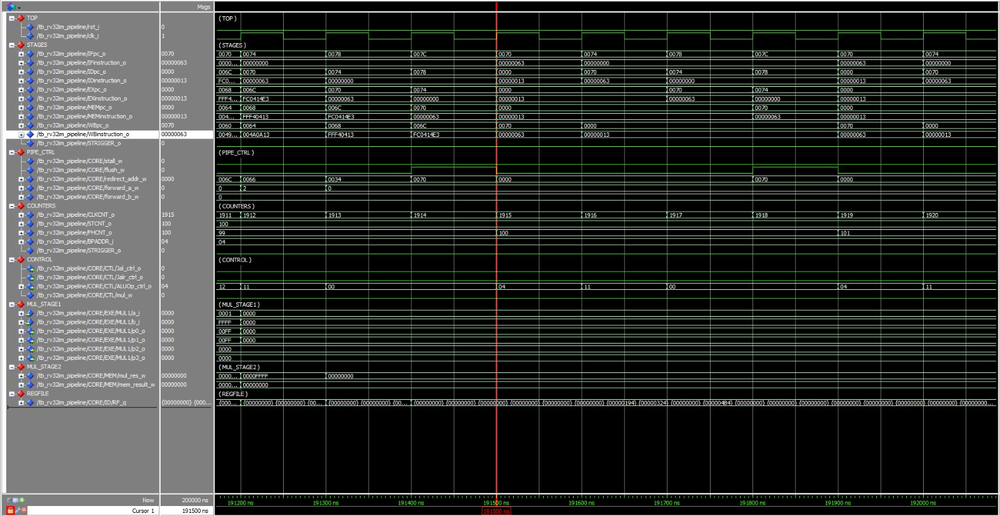 Msgs
TOP (TOP)
/tb_rv32im_pipeline/rst_i 0
/tb_rv32im_pipeline/clk_i 1
STAGES (STAGES)
/tb_rv32im_pipeline/IFpc_o 0070 0070 0074 0078 007C 0070 0074 0078 007C 0070 0074
/tb_rv32im_pipeline/IFinstruction_o 00000063 0000... 00000000 00000063 00000000 00000063 00000000
/tb_rv32im_pipeline/IDpc_o 0000 006C 0070 0074 0078 0000 0070 0074 0078 0000 0070
/tb_rv32im_pipeline/IDinstruction_o 00000013 FC0... 00000063 00000000 00000013 00000063 00000000 00000013 00000063
/tb_rv32im_pipeline/EXpc_o 0000 0068 006C 0070 0074 0000 0070 0074 0000
/tb_rv32im_pipeline/EXinstruction_o 00000013 FFF4... FC0414E3 00000063 00000000 00000013 00000063 00000000 00000013
/tb_rv32im_pipeline/MEMpc_o 0000 0064 0068 006C 0070 0000 0070 0000
/tb_rv32im_pipeline/MEMinstruction_o 00000013 004... FFF40413 FC0414E3 00000063 00000013 00000063 00000013
/tb_rv32im_pipeline/WBpc_o 0070 0060 0064 0068 006C 0070 0000 0070 0000
/tb_rv32im_pipeline/WBinstruction_o 00000063 0049... 004A0A13 FFF40413 FC0414E3 00000063 00000013 00000063 00000013
/tb_rv32im_pipeline/STRIGGER_o 0
PIPE_CTRL (PIPE_CTRL)
/tb_rv32im_pipeline/CORE/stall_w 0
/tb_rv32im_pipeline/CORE/flush_w 0
/tb_rv32im_pipeline/CORE/redirect_addr_w 0000 006C 0066 0034 0070 0000 0070 0000
/tb_rv32im_pipeline/CORE/forward_a_w 0 0 2 0
/tb_rv32im_pipeline/CORE/forward_b_w 0 0
COUNTERS (COUNTERS)
/tb_rv32im_pipeline/CLKCNT_o 1915 1911 1912 1913 1914 1915 1916 1917 1918 1919 1920
/tb_rv32im_pipeline/STCNT_o 100 100
/tb_rv32im_pipeline/FHCNT_o 100 99 100 101
/tb_rv32im_pipeline/BPADDR_i 04 04
/tb_rv32im_pipeline/STRIGGER_o 0
CONTROL (CONTROL)
/tb_rv32im_pipeline/CORE/CTL/Jal_ctrl_o 0
/tb_rv32im_pipeline/CORE/CTL/Jalr_ctrl_o 0
/tb_rv32im_pipeline/CORE/CTL/ALUOp_ctrl_o 04 12 11 00 04 11 00 04 11
/tb_rv32im_pipeline/CORE/CTL/mul_w 0
MUL_STAGE1 (MUL_STAGE1)
/tb_rv32im_pipeline/CORE/EXE/MUL1/a_i 0000 0001 0000
/tb_rv32im_pipeline/CORE/EXE/MUL1/b_i 0000 FFFF 0000
/tb_rv32im_pipeline/CORE/EXE/MUL1/p0_o 0000 00FF 0000
/tb_rv32im_pipeline/CORE/EXE/MUL1/p1_o 0000 00FF 0000
/tb_rv32im_pipeline/CORE/EXE/MUL1/p2_o 0000 0000
/tb_rv32im_pipeline/CORE/EXE/MUL1/p3_o 0000 0000
MUL_STAGE2 (MUL_STAGE2)
/tb_rv32im_pipeline/CORE/MEM/mul_res_w 00000000 0000... 0000FFFF 00000000
/tb_rv32im_pipeline/CORE/MEM/mem_result_w 00000000 0000... 00000000
REGFILE (REGFILE)
/tb_rv32im_pipeline/CORE/ID/RF_q {00000000} {000... {000... {00000000} {00000000} {00... {00000000} {00000000} {00... {00000000} {00000000} {00000000} {00000000} {00000194} {00000324} {00000000} {000004B4} {00000000} {00000000} {00000000} {00000000} {00000000} {00000000...
Now 200000 ns 191200 ns 191300 ns 191400 ns 191500 ns 191600 ns 191700 ns 191800 ns 191900 ns 192000 ns
Cursor 1 191500 ns 191500 ns